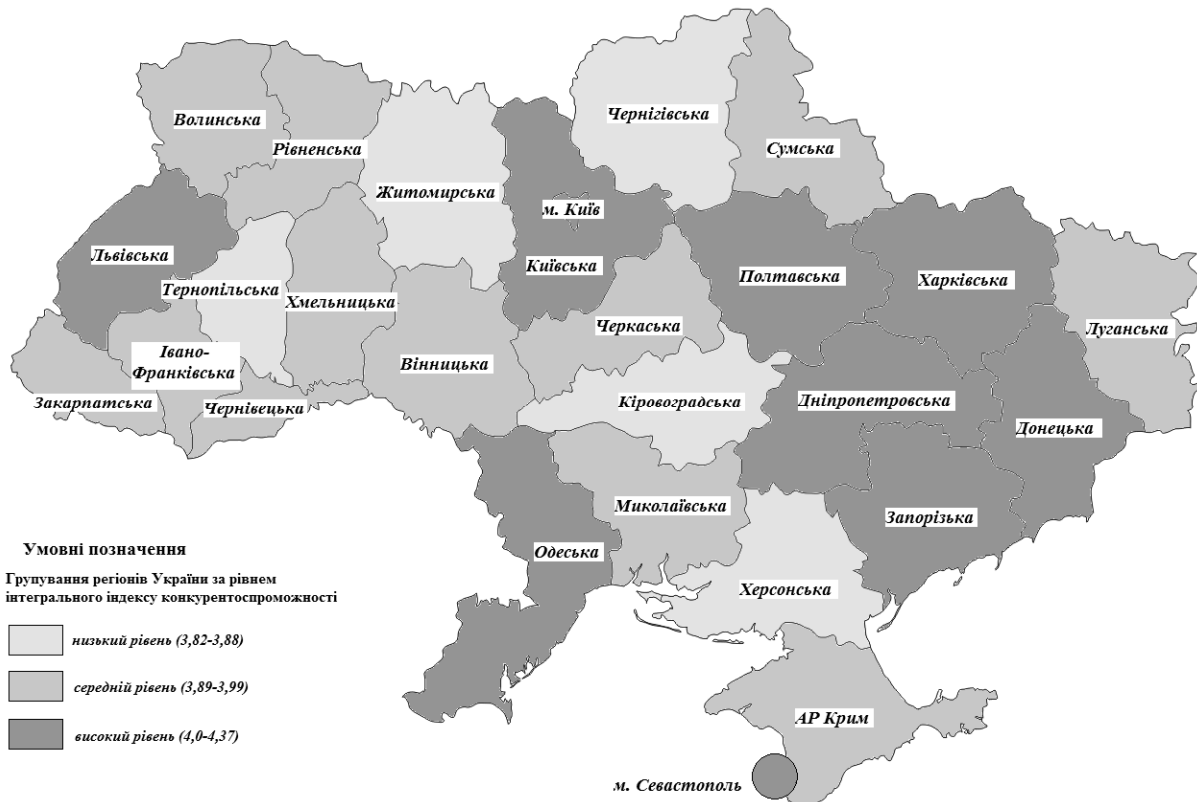 Чернігівська
Волинська
Сумська
Рівненська
Житомирська
м. Київ
Львівська
Київська
Полтавська
Харківська
Тернопільська
Хмельницька
Черкаська
Луганська
Івано-
Франківська
Вінницька
Закарпатська
Чернівецька
Кіровоградська
Дніпропетровська
Донецька
Миколаївська
Запорізька
Одеська
Херсонська
АР Крим
м. Севастополь
Умовні позначення
Групування регіонів України за рівнем
інтегрального індексу конкурентоспроможності
низький рівень (3,82-3,88)
середній рівень (3,89-3,99)
високий рівень (4,0-4,37)